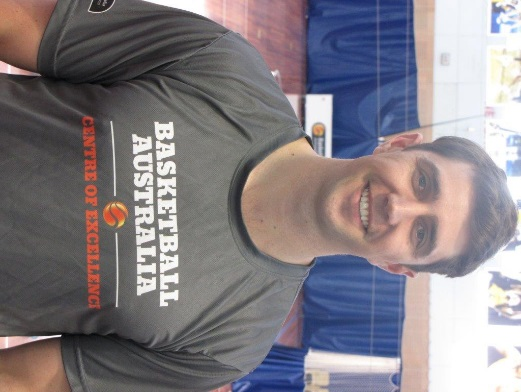 BASKETBALL
AUSTRALIA
CENTRE OF EXCELLENCE